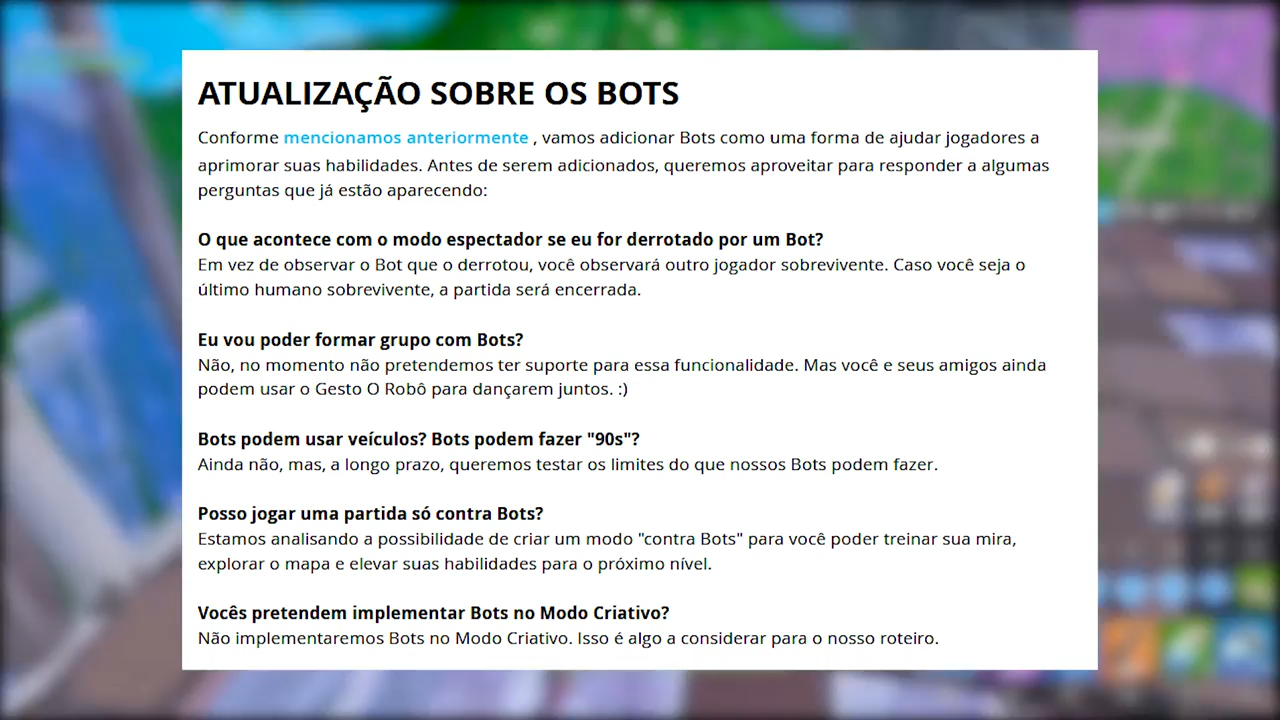 ATUALIZAÇÃO SOBRE OS BOTS
Conforme mencionamos anteriormente , vamos adicionar Bots como uma forma de ajudar jogadores a
aprimorar suas habilidades. Antes de serem adicionados, queremos aproveitar para responder a algumas
perguntas que já estão aparecendo:
O que acontece com o modo espectador se eu for derrotado por um Bot?
Em vez de observar o Bot que o derrotou, você observará outro jogador sobrevivente. Caso você seja o
último humano sobrevivente, a partida será encerrada.
Eu vou poder formar grupo com Bots?
Não, no momento não pretendemos ter suporte para essa funcionalidade. Mas você e seus amigos ainda
podem usar o Gesto O Robô para dançarem juntos. :)
Bots podem usar veículos? Bots podem fazer "90s"?
Ainda não, mas, a longo prazo, queremos testar os limites do que nossos Bots podem fazer.
Posso jogar uma partida só contra Bots?
Estamos analisando a possibilidade de criar um modo "contra Bots" para você poder treinar sua mira,
explorar o mapa e elevar suas habilidades para o próximo nível.
Vocês pretendem implementar Bots no Modo Criativo?
Não implementaremos Bots no Modo Criativo. Isso é algo a considerar para o nosso roteiro.